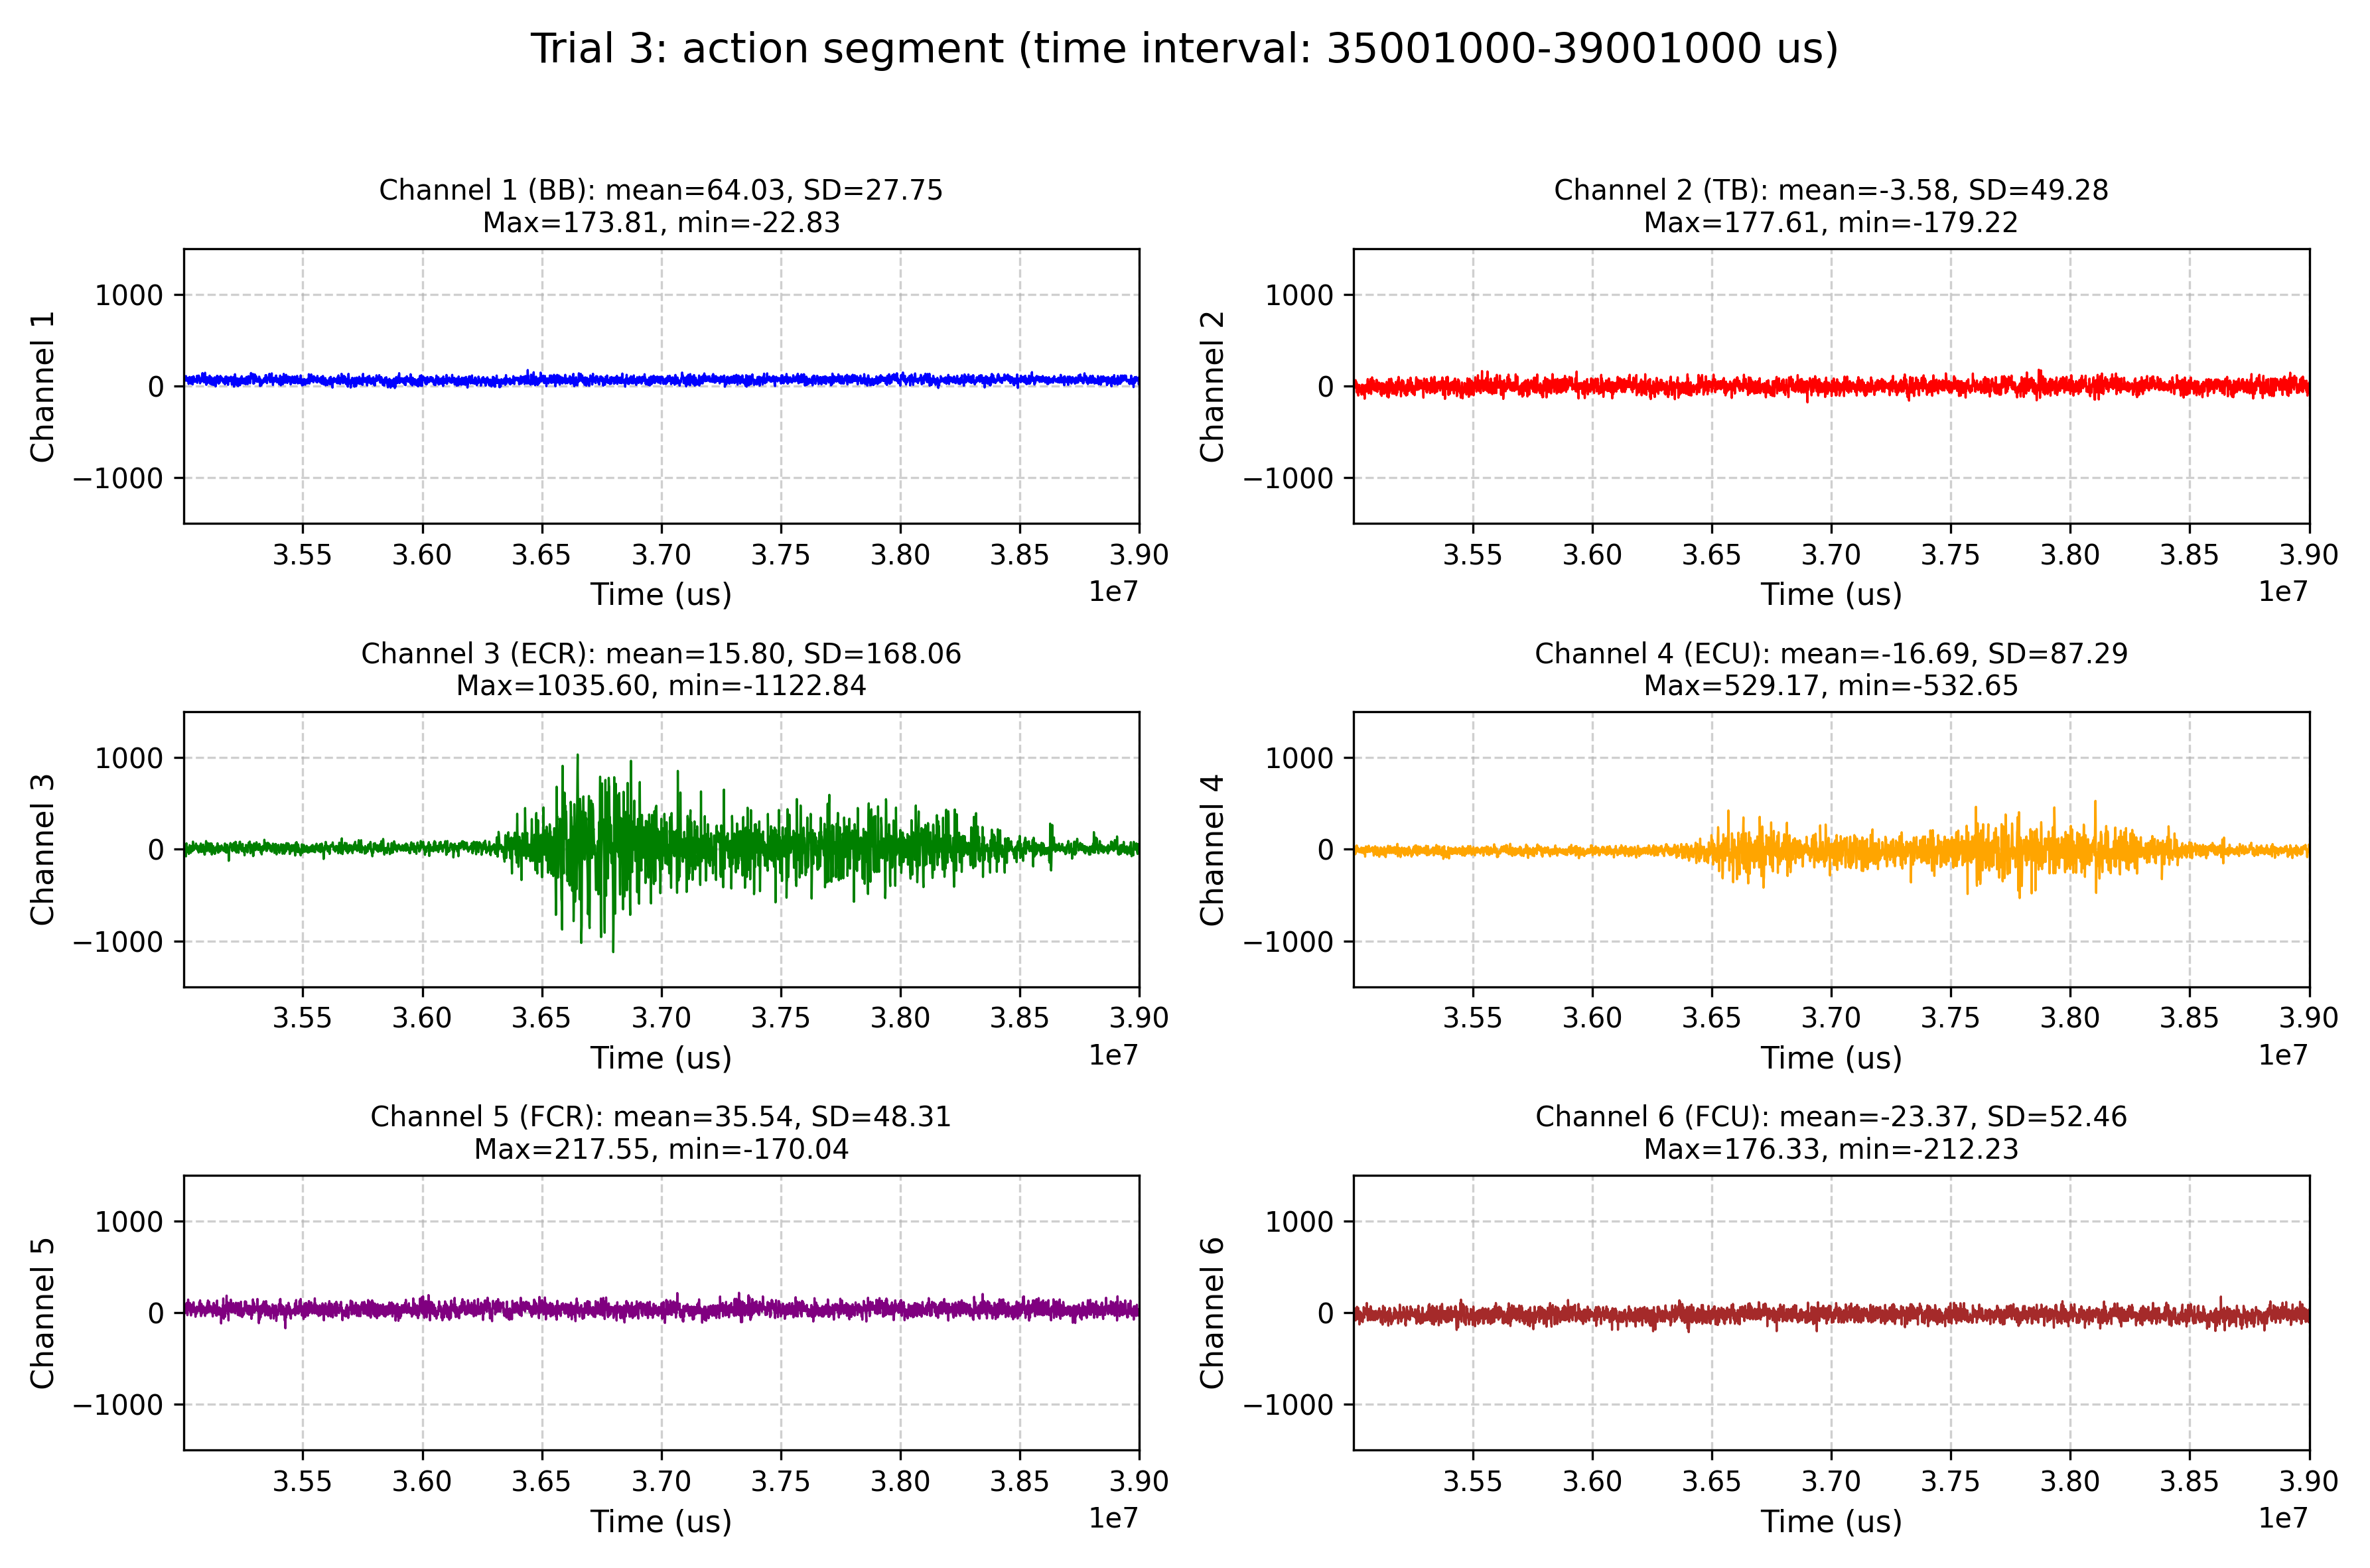 Trial 3: action segment (time interval: 35001000-39001000 us)
Channel 1 (BB): mean=64.03, SD=27.75
Max=173.81, min=-22.83
Channel 1
1000
0
−1000
3.55 3.60 3.65 3.70 3.75 3.80 3.85 3.90
Time (us)
1e7
Channel 2 (TB): mean=-3.58, SD=49.28
Max=177.61, min=-179.22
Channel 2
1000
0
−1000
3.55 3.60 3.65 3.70 3.75 3.80 3.85 3.90
Time (us)
1e7
Channel 3 (ECR): mean=15.80, SD=168.06
Max=1035.60, min=-1122.84
Channel 3
1000
0
−1000
3.55 3.60 3.65 3.70 3.75 3.80 3.85 3.90
Time (us)
1e7
Channel 4 (ECU): mean=-16.69, SD=87.29
Max=529.17, min=-532.65
Channel 4
1000
0
−1000
3.55 3.60 3.65 3.70 3.75 3.80 3.85 3.90
Time (us)
1e7
Channel 5 (FCR): mean=35.54, SD=48.31
Max=217.55, min=-170.04
Channel 5
1000
0
−1000
3.55 3.60 3.65 3.70 3.75 3.80 3.85 3.90
Time (us)
1e7
Channel 6 (FCU): mean=-23.37, SD=52.46
Max=176.33, min=-212.23
Channel 6
1000
0
−1000
3.55 3.60 3.65 3.70 3.75 3.80 3.85 3.90
Time (us)
1e7